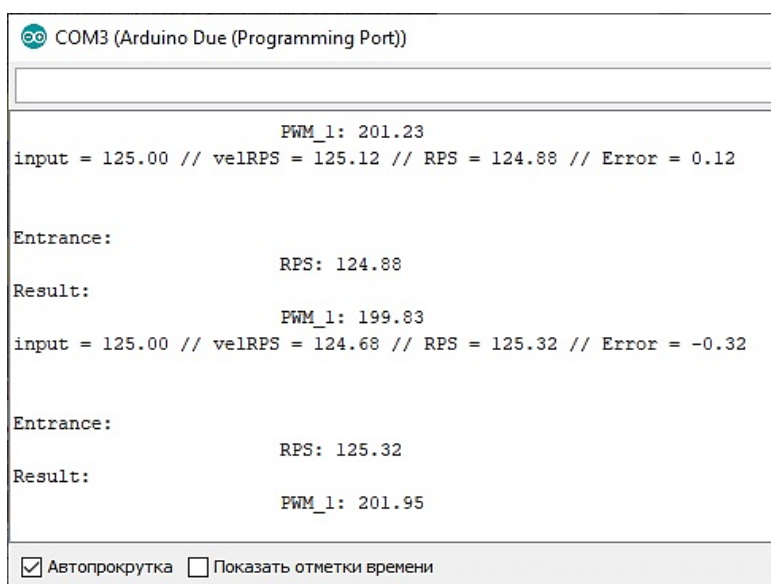 COM3 (Arduino Due (Programming Port))
PWM_1: 201.23
input = 125.00 // velRPS = 125.12 // RPS = 124.88 // Error = 0.12
Entrance:
RPS: 124.88
Result:
PWM_1: 199.83
input = 125.00 // velRPS = 124.68 // RPS = 125.32 // Error = -0.32
Entrance:
RPS: 125.32
Result:
PWM_1: 201.95
Автопрокрутка Показать отметки времени